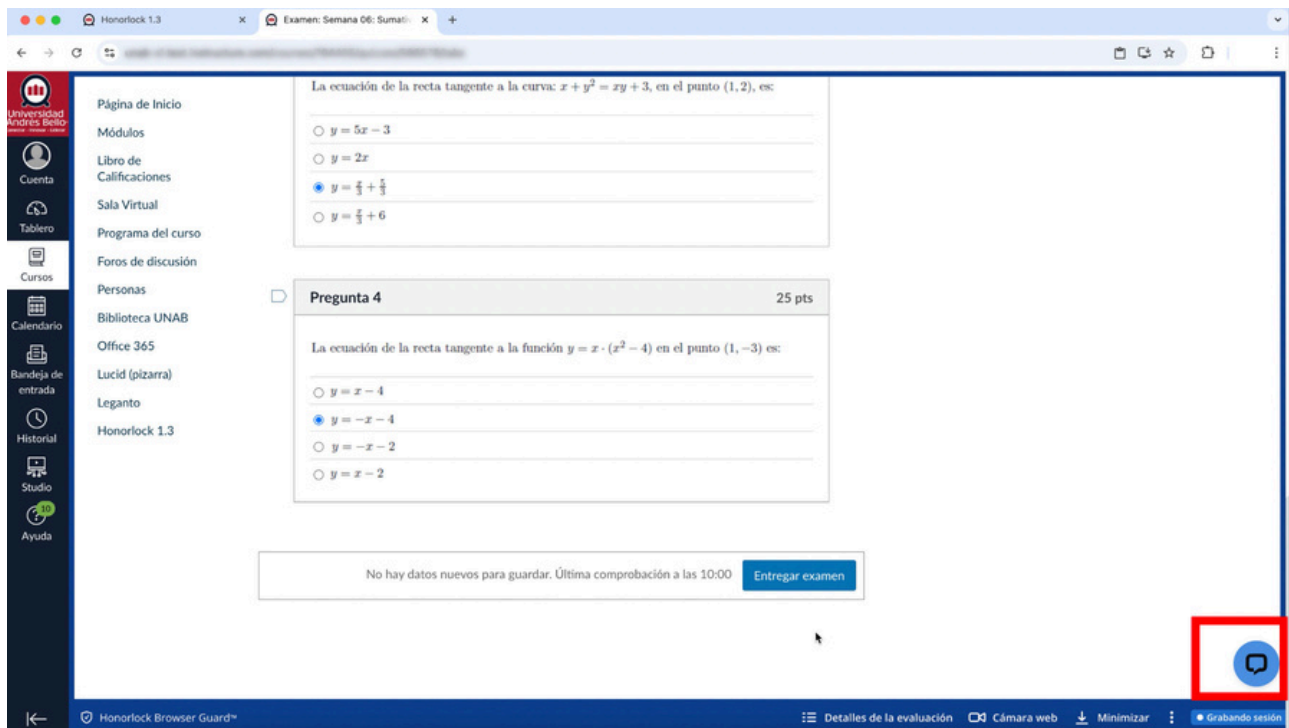 Honorlock 1.3
Examen: Semana 06: Sumati
Universidad
Andrés Bello
Cuenta
Tablero
Cursos
Calendario
Bandeja de
entrada
Historial
Studio
10
Ayuda
Página de Inicio
Módulos
Libro de
Calificaciones
Sala Virtual
Programa del curso
Foros de discusión
Personas
Biblioteca UNAB
Office 365
Lucid (pizarra)
Leganto
Honorlock 1.3
La ecuación de la recta tangente a la curva: x + y² = xy + 3, en el punto (1, 2), es:
y = 5x − 3
y = 2x
y = x/3 + 5/3
y = x/3 + 6
Pregunta 4 25 pts
La ecuación de la recta tangente a la función y = x · (x² − 4) en el punto (1, −3) es:
y = x − 4
y = −x − 4
y = −x − 2
y = x − 2
No hay datos nuevos para guardar. Última comprobación a las 10:00 Entregar examen
Honorlock Browser Guard™ Detalles de la evaluación Cámara web Minimizar Grabando sesión